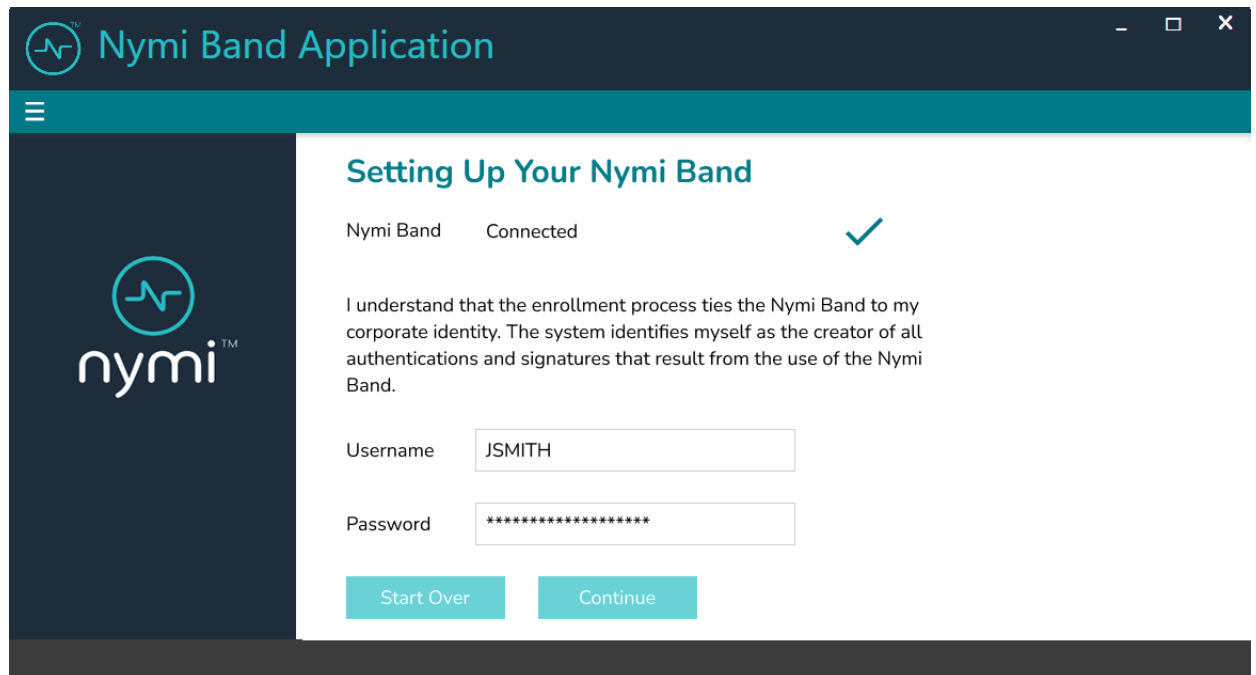 Nymi Band Application
TM
Setting Up Your Nymi Band
Nymi Band Connected
I understand that the enrollment process ties the Nymi Band to my
corporate identity. The system identifies myself as the creator of all
authentications and signatures that result from the use of the Nymi
Band.
nymi™
Username JSMITH
Password *******************
Start Over Continue